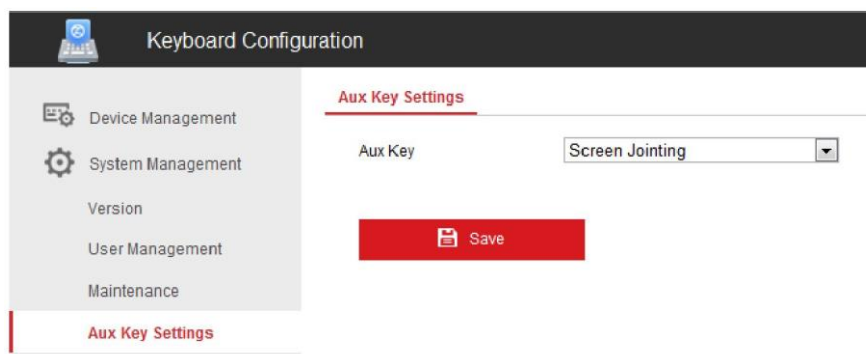 Keyboard Configuration
Device Management
System Management
Version
User Management
Maintenance
Aux Key Settings
Aux Key Settings
Aux Key
Screen Jointing
Save